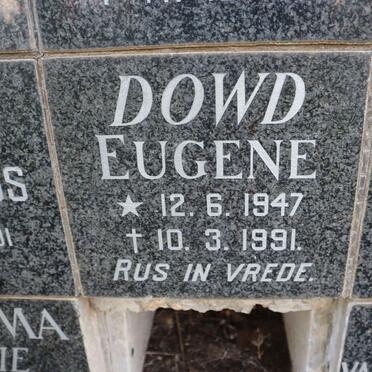 DOWD
EUGENE
★ 12. 6. 1947
† 10. 3. 1991.
RUS IN VREDE.